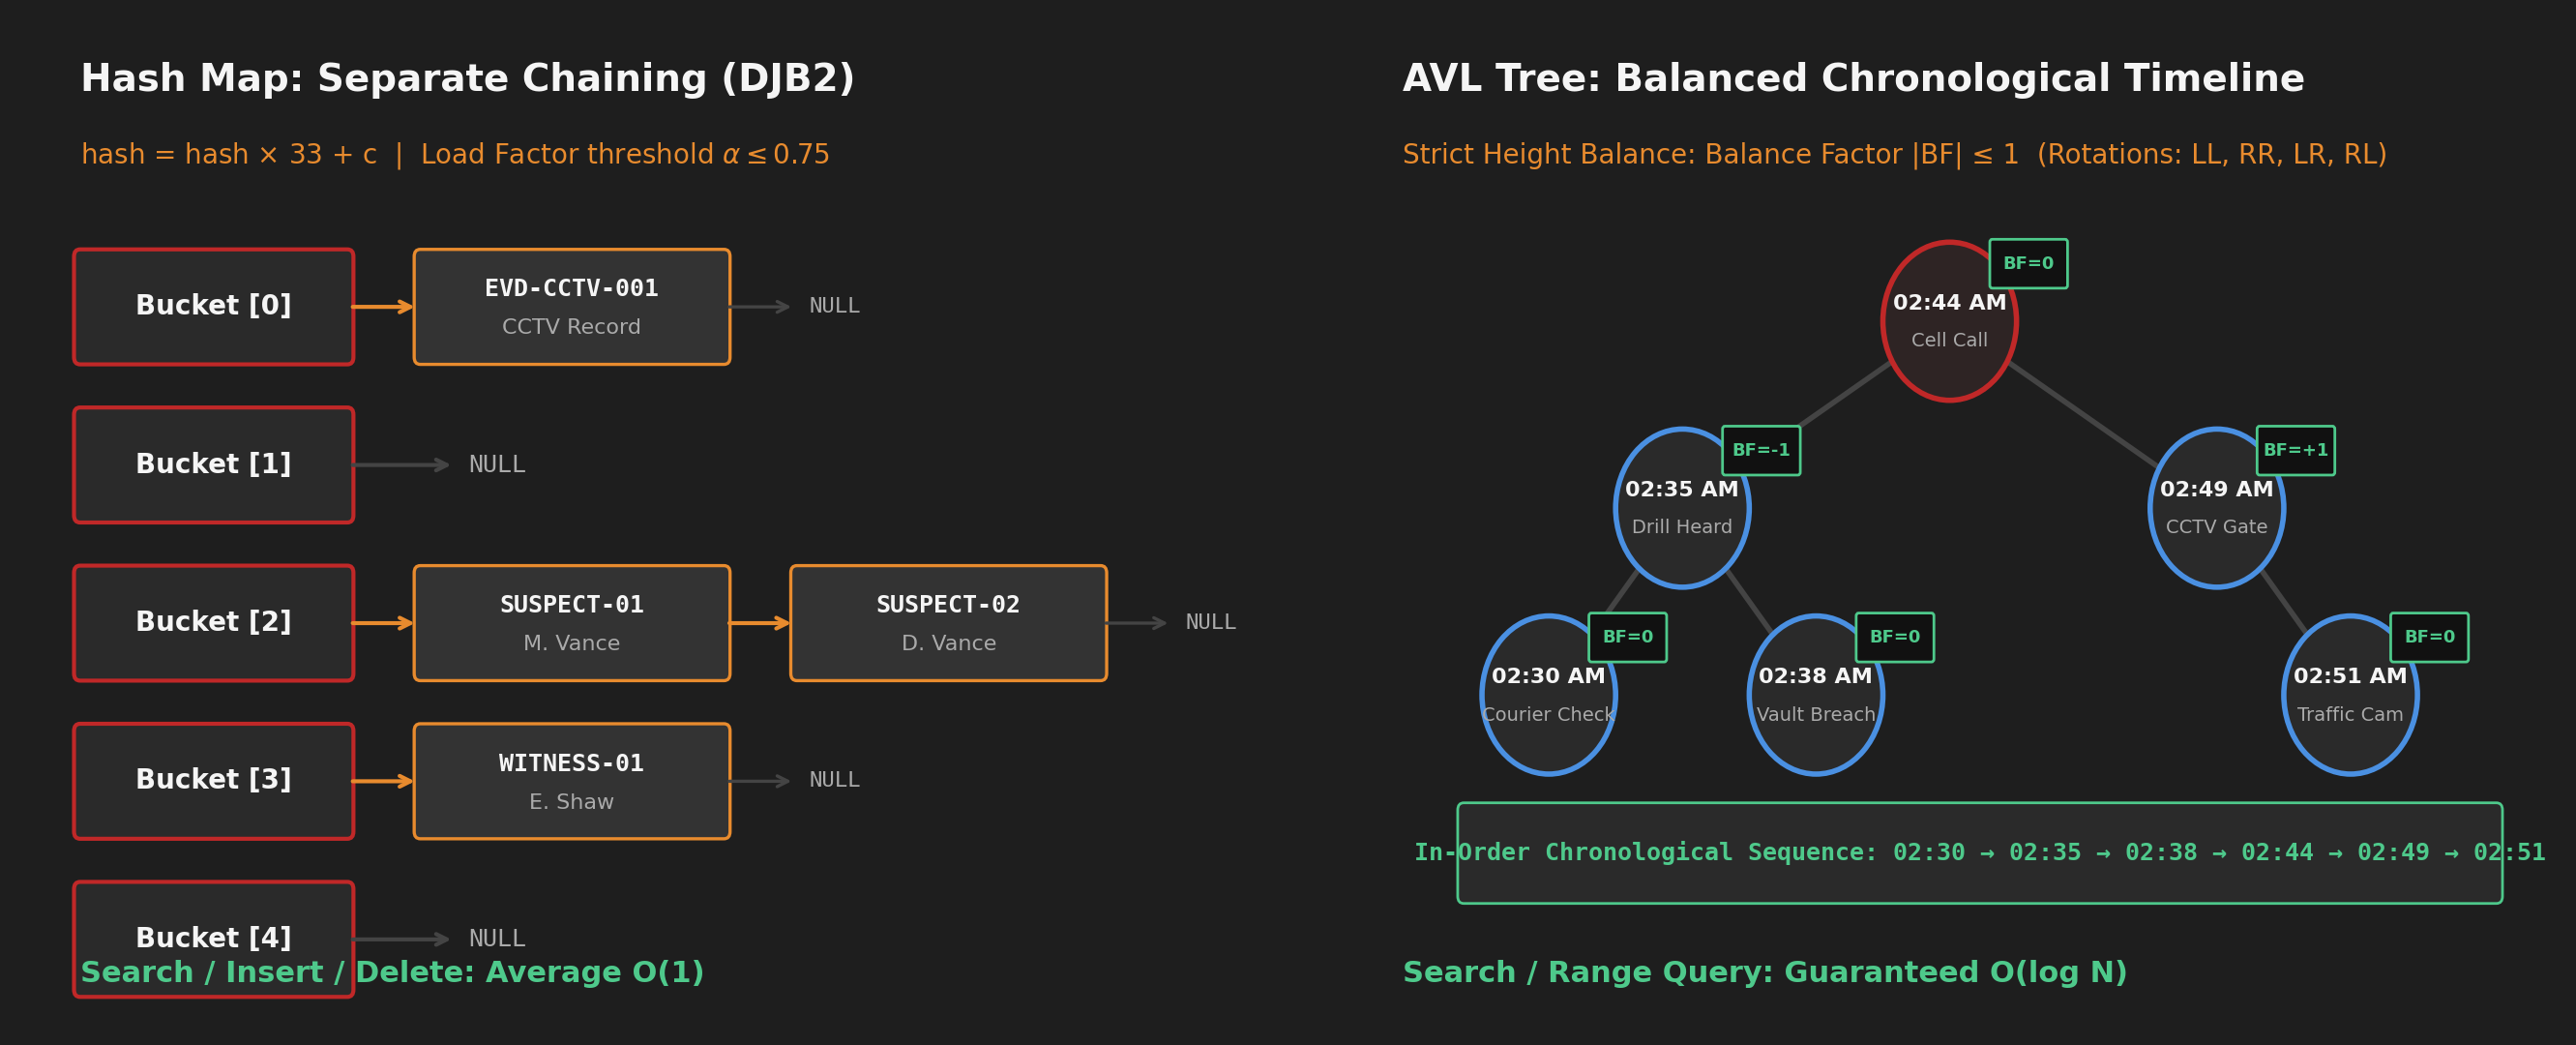 Hash Map: Separate Chaining (DJB2)
hash = hash × 33 + c | Load Factor threshold α ≤ 0.75
Bucket [0]
EVD-CCTV-001
CCTV Record
NULL
Bucket [1]
NULL
Bucket [2]
SUSPECT-01
M. Vance
SUSPECT-02
D. Vance
NULL
Bucket [3]
WITNESS-01
E. Shaw
NULL
Bucket [4]
NULL
Search / Insert / Delete: Average O(1)
AVL Tree: Balanced Chronological Timeline
Strict Height Balance: Balance Factor |BF| ≤ 1 (Rotations: LL, RR, LR, RL)
BF=0
02:44 AM
Cell Call
BF=-1
02:35 AM
Drill Heard
BF=+1
02:49 AM
CCTV Gate
BF=0
02:30 AM
Courier Check
BF=0
02:38 AM
Vault Breach
BF=0
02:51 AM
Traffic Cam
In-Order Chronological Sequence: 02:30 → 02:35 → 02:38 → 02:44 → 02:49 → 02:51
Search / Range Query: Guaranteed O(log N)